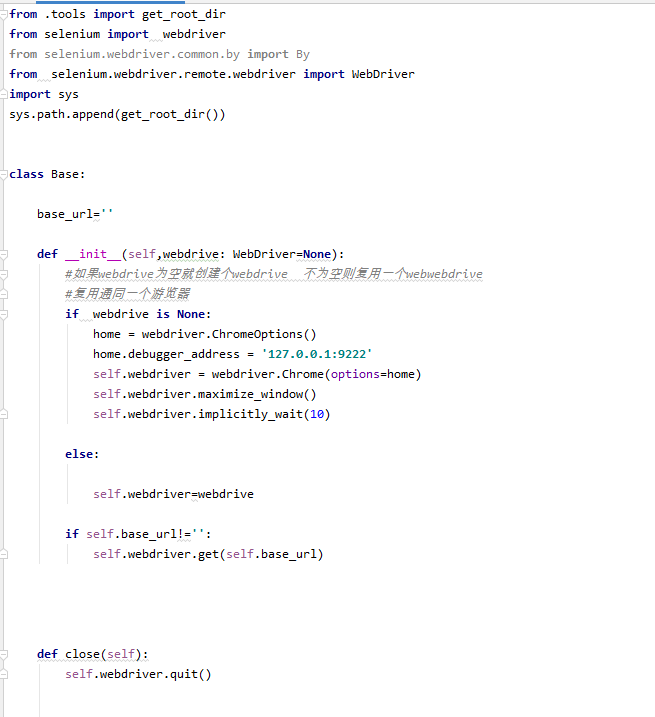 from .tools import get_root_dir
from selenium import  webdriver
from selenium.webdriver.common.by import By
from  selenium.webdriver.remote.webdriver import WebDriver
import sys
sys.path.append(get_root_dir())
class Base:
    base_url=''
    def __init__(self,webdrive: WebDriver=None):
        #如果webdrive为空就创建个webdrive  不为空则复用一个webwebdrive
        #复用通同一个游览器
        if  webdrive is None:
            home = webdriver.ChromeOptions()
            home.debugger_address = '127.0.0.1:9222'
            self.webdriver = webdriver.Chrome(options=home)
            self.webdriver.maximize_window()
            self.webdriver.implicitly_wait(10)
        else:
            self.webdriver=webdrive
        if self.base_url!='':
            self.webdriver.get(self.base_url)
    def close(self):
        self.webdriver.quit()